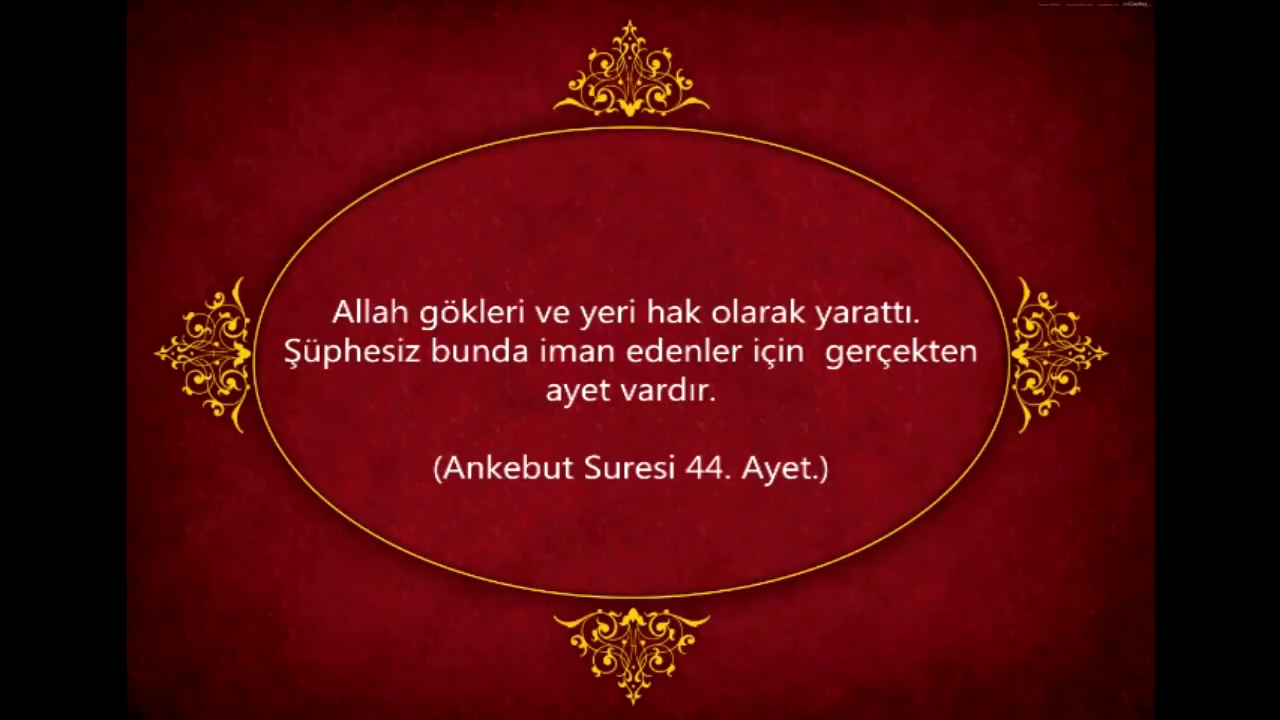 Allah gökleri ve yeri hak olarak yarattı.
Şüphesiz bunda iman edenler için  gerçekten
ayet vardır.
(Ankebut Suresi 44. Ayet.)